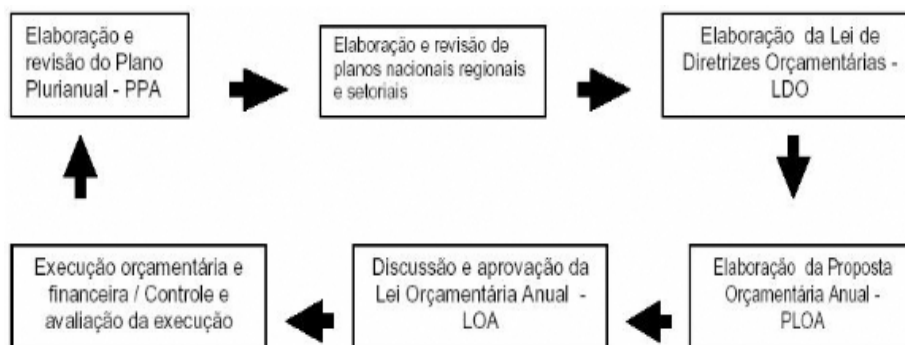 Elaboração e
revisão do Plano
Plurianual - PPA
Elaboração e revisão de
planos nacionais regionais
e setoriais
Elaboração da Lei de
Diretrizes Orçamentárias -
LDO
Execução orçamentária e
financeira / Controle e
avaliação da execução
Discussão e aprovação da
Lei Orçamentária Anual -
LOA
Elaboração da Proposta
Orçamentária Anual -
PLOA